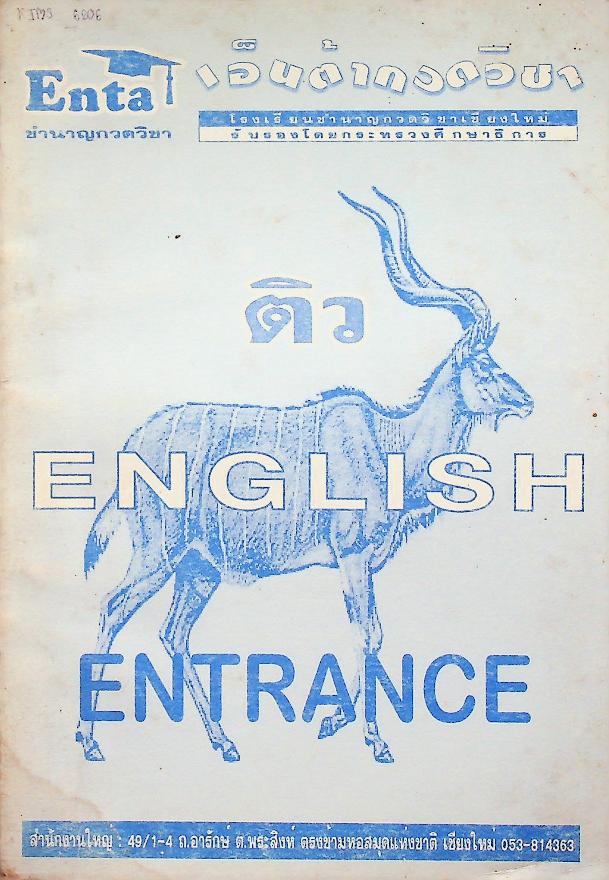 Enta
ชำนาญกวดวิชา
เอ็นต้ากวดวิชา
โรงเรียนชำนาญกวดวิชาเชียงใหม่
รับรองโดยกระทรวงศึกษาธิการ
ติว
ENGLISH
ENTRANCE
สำนักงานใหญ่ : 49/1-4 ถ.อารักษ์ ต.พระสิงห์ ตรงข้ามหอสมุดแห่งชาติ เชียงใหม่ 053-814363